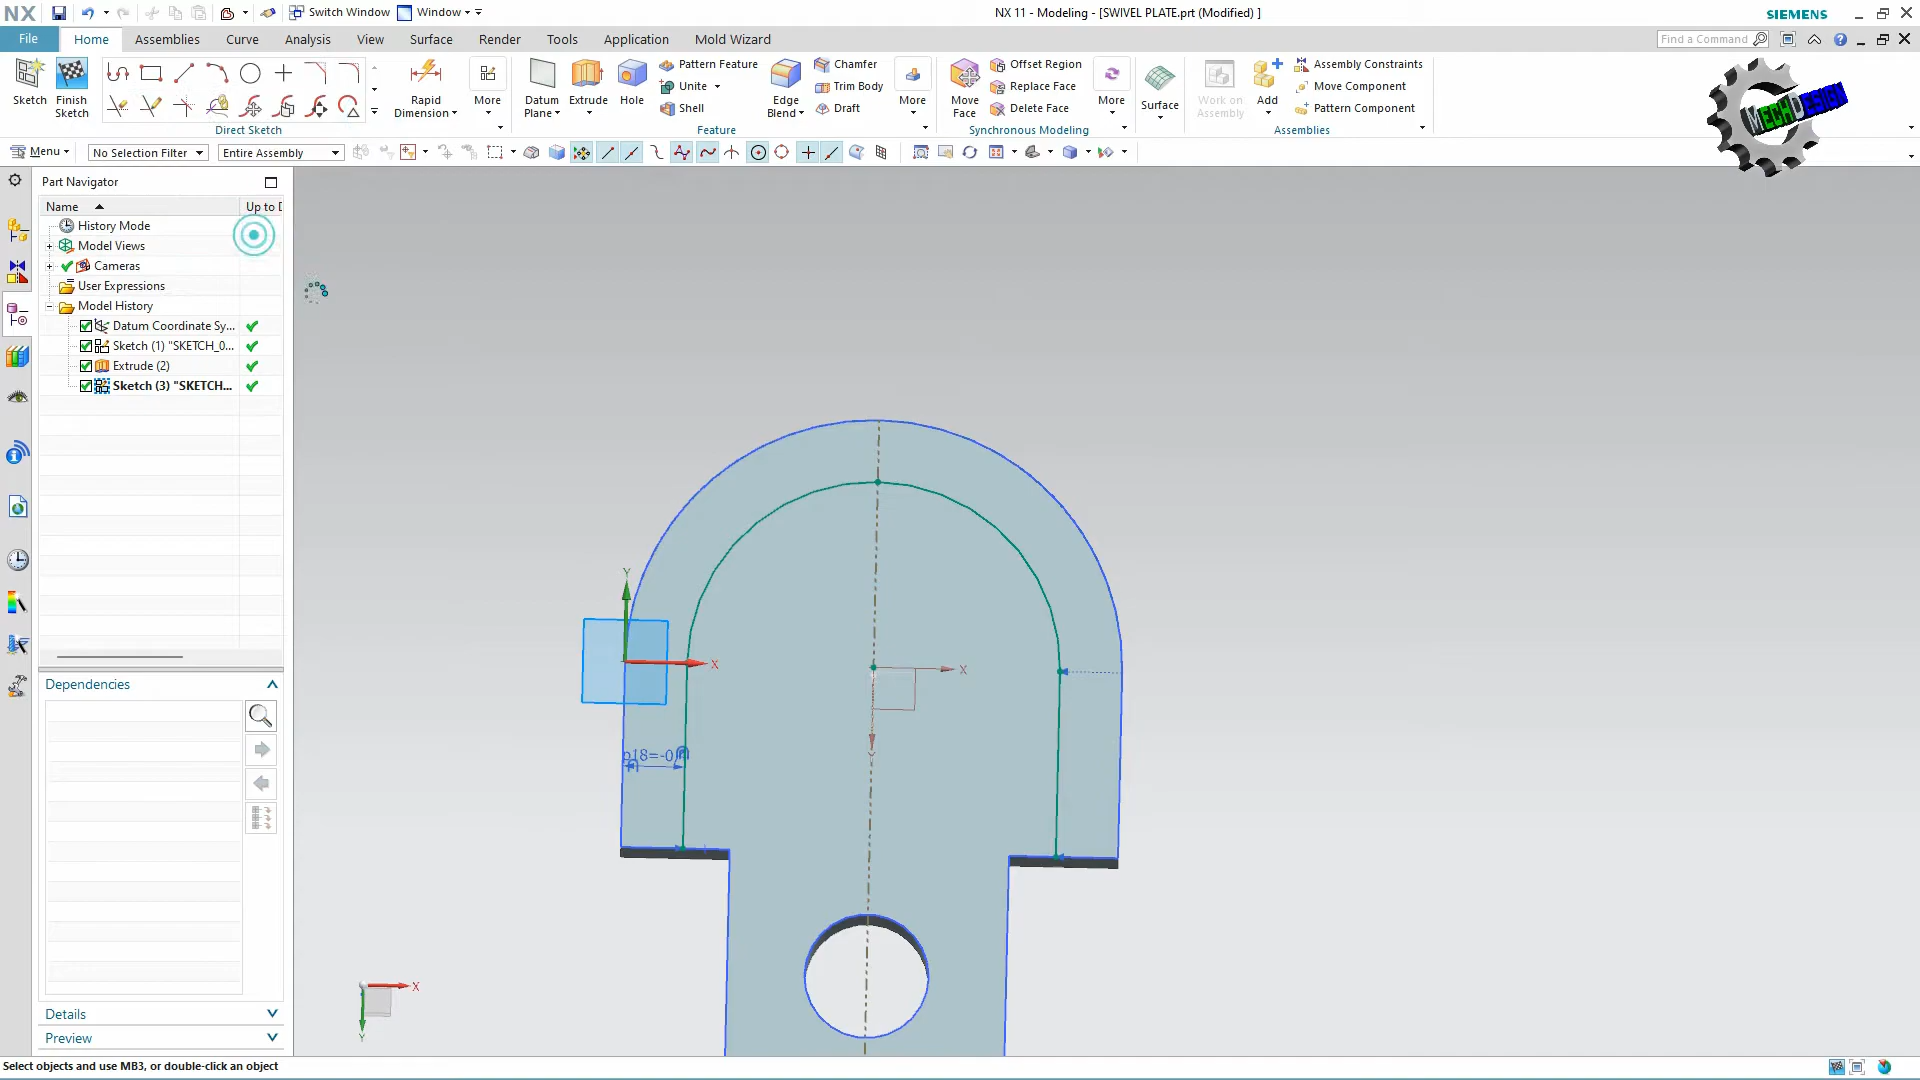 NX
Switch Window
Window
NX 11 - Modeling - [SWIVEL PLATE.prt (Modified) ]
SIEMENS
File
Home
Assemblies
Curve
Analysis
View
Surface
Render
Tools
Application
Mold Wizard
Find a Command
Sketch
Finish Sketch
Rapid Dimension
More
Direct Sketch
Datum Plane
Extrude
Hole
Pattern Feature
Unite
Shell
Edge Blend
Chamfer
Trim Body
Draft
More
Feature
Move Face
Offset Region
Replace Face
Delete Face
More
Synchronous Modeling
Surface
Work on Assembly
Add
Assembly Constraints
Move Component
Pattern Component
Assemblies
MECHDESIGN
Menu
No Selection Filter
Entire Assembly
Part Navigator
Name
Up to D
History Mode
Model Views
Cameras
User Expressions
Model History
Datum Coordinate Sy...
Sketch (1) "SKETCH_0...
Extrude (2)
Sketch (3) "SKETCH...
Y
X
X
Dependencies
X
Y
Details
Preview
Select objects and use MB3, or double-click an object